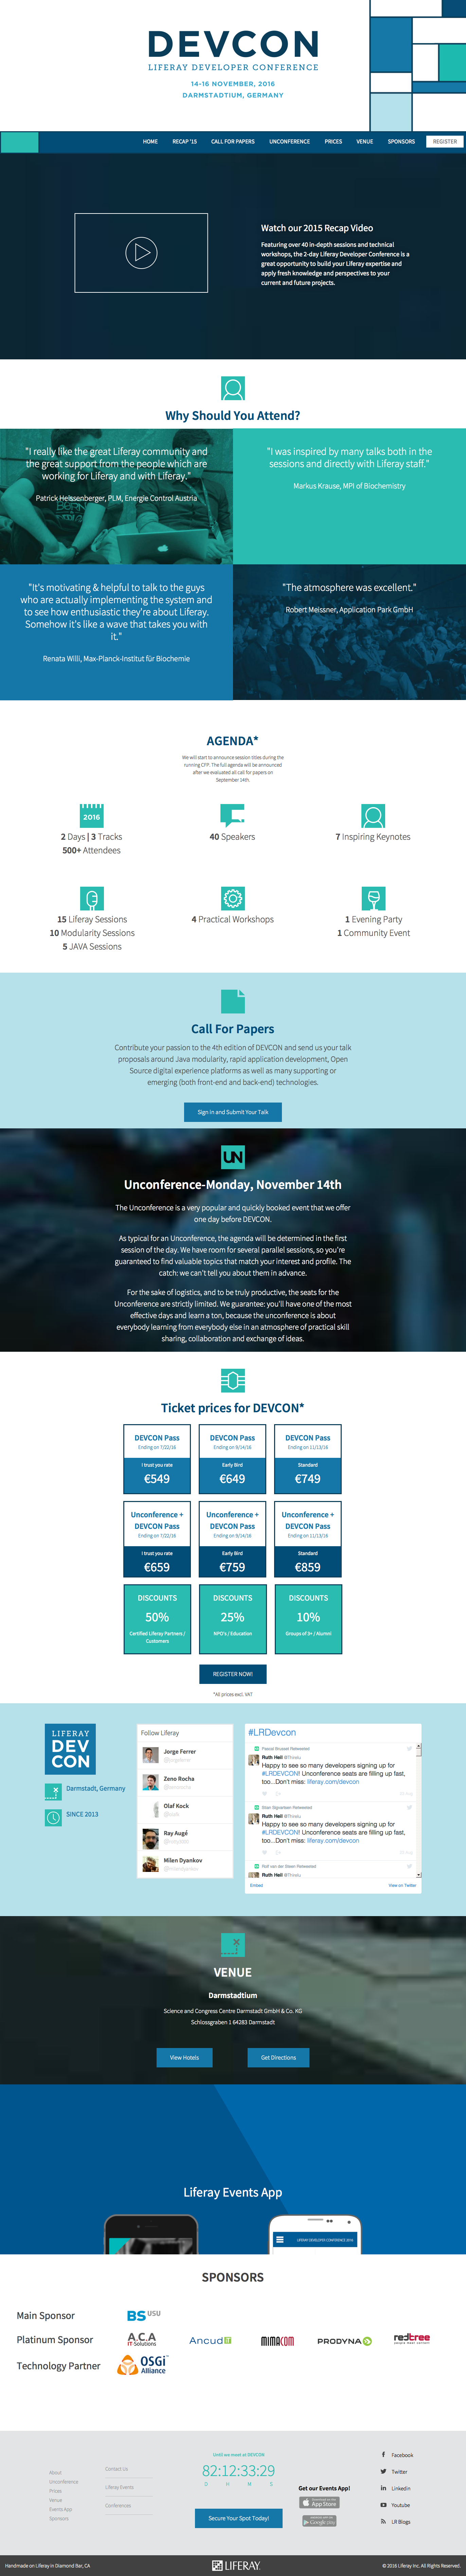 DEVCON
LIFERAY DEVELOPER CONFERENCE
14-16 NOVEMBER, 2016
DARMSTADTIUM, GERMANY
HOME RECAP '15 CALL FOR PAPERS UNCONFERENCE PRICES VENUE SPONSORS REGISTER
Watch our 2015 Recap Video
Featuring over 40 in-depth sessions and technical
workshops, the 2-day Liferay Developer Conference is a
great opportunity to build your Liferay expertise and
apply fresh knowledge and perspectives to your
current and future projects.
Why Should You Attend?
"I really like the great Liferay community and
the great support from the people which are
working for Liferay and with Liferay."
Patrick Heissenberger, PLM, Energie Control Austria
"I was inspired by many talks both in the
sessions and directly with Liferay staff."
Markus Krause, MPI of Biochemistry
"It's motivating & helpful to talk to the guys
who are actually implementing the system and
to see how enthusiastic they're about Liferay.
Somehow it's like a wave that takes you with
it."
Renata Willi, Max-Planck-Institut für Biochemie
"The atmosphere was excellent."
Robert Meissner, Application Park GmbH
AGENDA*
We will start to announce session titles during the
running CFP. The full agenda will be announced
after we evaluated all call for papers on
September 14th.
2016
2 Days | 3 Tracks
500+ Attendees
40 Speakers
7 Inspiring Keynotes
15 Liferay Sessions
10 Modularity Sessions
5 JAVA Sessions
4 Practical Workshops
1 Evening Party
1 Community Event
Call For Papers
Contribute your passion to the 4th edition of DEVCON and send us your talk
proposals around Java modularity, rapid application development, Open
Source digital experience platforms as well as many supporting or
emerging (both front-end and back-end) technologies.
Sign in and Submit Your Talk
UN
Unconference-Monday, November 14th
The Unconference is a very popular and quickly booked event that we offer
one day before DEVCON.
As typical for an Unconference, the agenda will be determined in the first
session of the day. We have room for several parallel sessions, so you're
guaranteed to find valuable topics that match your interest and profile. The
catch: we can't tell you about them in advance.
For the sake of logistics, and to be truly productive, the seats for the
Unconference are strictly limited. We guarantee: you'll have one of the most
effective days and learn a ton, because the unconference is about
everybody learning from everybody else in an atmosphere of practical skill
sharing, collaboration and exchange of ideas.
Ticket prices for DEVCON*
DEVCON Pass
Ending on 7/22/16
I trust you rate
€549
DEVCON Pass
Ending on 9/14/16
Early Bird
€649
DEVCON Pass
Ending on 11/13/16
Standard
€749
Unconference +
DEVCON Pass
Ending on 7/22/16
I trust you rate
€659
Unconference +
DEVCON Pass
Ending on 9/14/16
Early Bird
€759
Unconference +
DEVCON Pass
Ending on 11/13/16
Standard
€859
DISCOUNTS
50%
Certified Liferay Partners /
Customers
DISCOUNTS
25%
NPO's / Education
DISCOUNTS
10%
Groups of 3+ / Alumni
REGISTER NOW!
*All prices excl. VAT
LIFERAY
DEV
CON
Darmstadt, Germany
SINCE 2013
Follow Liferay
Jorge Ferrer
Zeno Rocha
Olaf Kock
Ray Augé
Milen Dyankov
#LRDevcon
Ruth Heil
Happy to see so many developers signing up for
#LRDEVCON! Unconference seats are filling up fast,
too...Don't miss: liferay.com/devcon
Ruth Heil
Happy to see so many developers signing up for
#LRDEVCON! Unconference seats are filling up fast,
too...Don't miss: liferay.com/devcon
Ruth Heil
Embed View on Twitter
VENUE
Darmstadtium
Science and Congress Centre Darmstadt GmbH & Co. KG
Schlossgraben 1 64283 Darmstadt
View Hotels Get Directions
Liferay Events App
LIFERAY DEVELOPER CONFERENCE 2016
SPONSORS
Main Sponsor BS USU
Platinum Sponsor A.C.A IT-Solutions Ancud IT MIMACOM PRODYNA redtree
Technology Partner OSGi Alliance
About
Unconference
Prices
Venue
Events App
Sponsors
Contact Us
Liferay Events
Conferences
Until we meet at DEVCON
82:12:33:29
D H M S
Secure Your Spot Today!
Get our Events App!
App Store
Google play
Facebook
Twitter
LinkedIn
Youtube
LR Blogs
Handmade on Liferay in Diamond Bar, CA
LIFERAY
© 2016 Liferay Inc. All Rights Reserved.